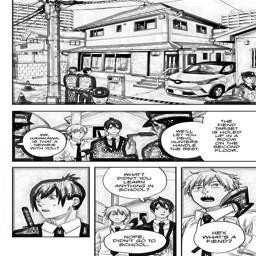 THE
FIEND
TARGET
IS HOLED
UP IN A
ROOM
ON THE
SECOND
FLOOR.
WE'LL
LET YOU
DEVIL
HUNTERS
HANDLE
THE REST.
MR.
HAYAKAWA,
IS THAT A
NEWBIE
WITH YOU?
HEY,
WHAT'S A
FIEND?
WHAT?
DIDN'T YOU
LEARN
ANYTHING IN
SCHOOL?
NOPE,
DIDN'T GO TO
SCHOOL!